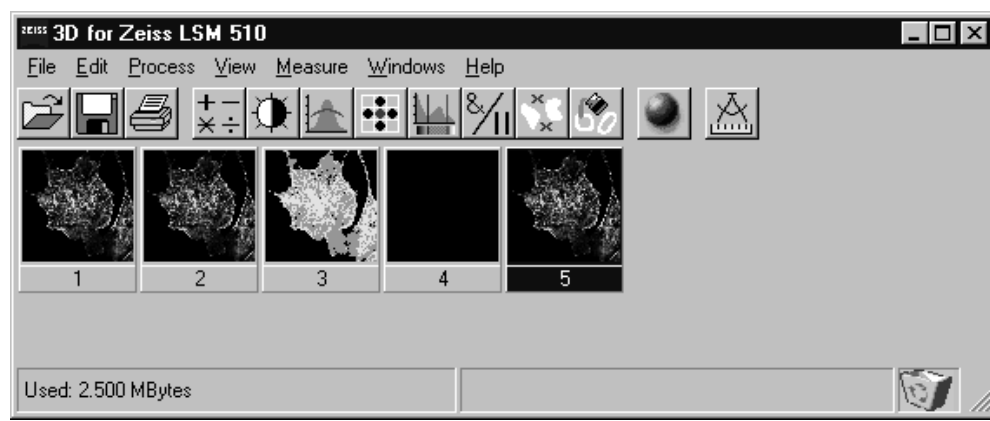 ZEISS 3D for Zeiss LSM 510
File Edit Process View Measure Windows Help
&
1 2 3 4 5
Used: 2.500 MBytes